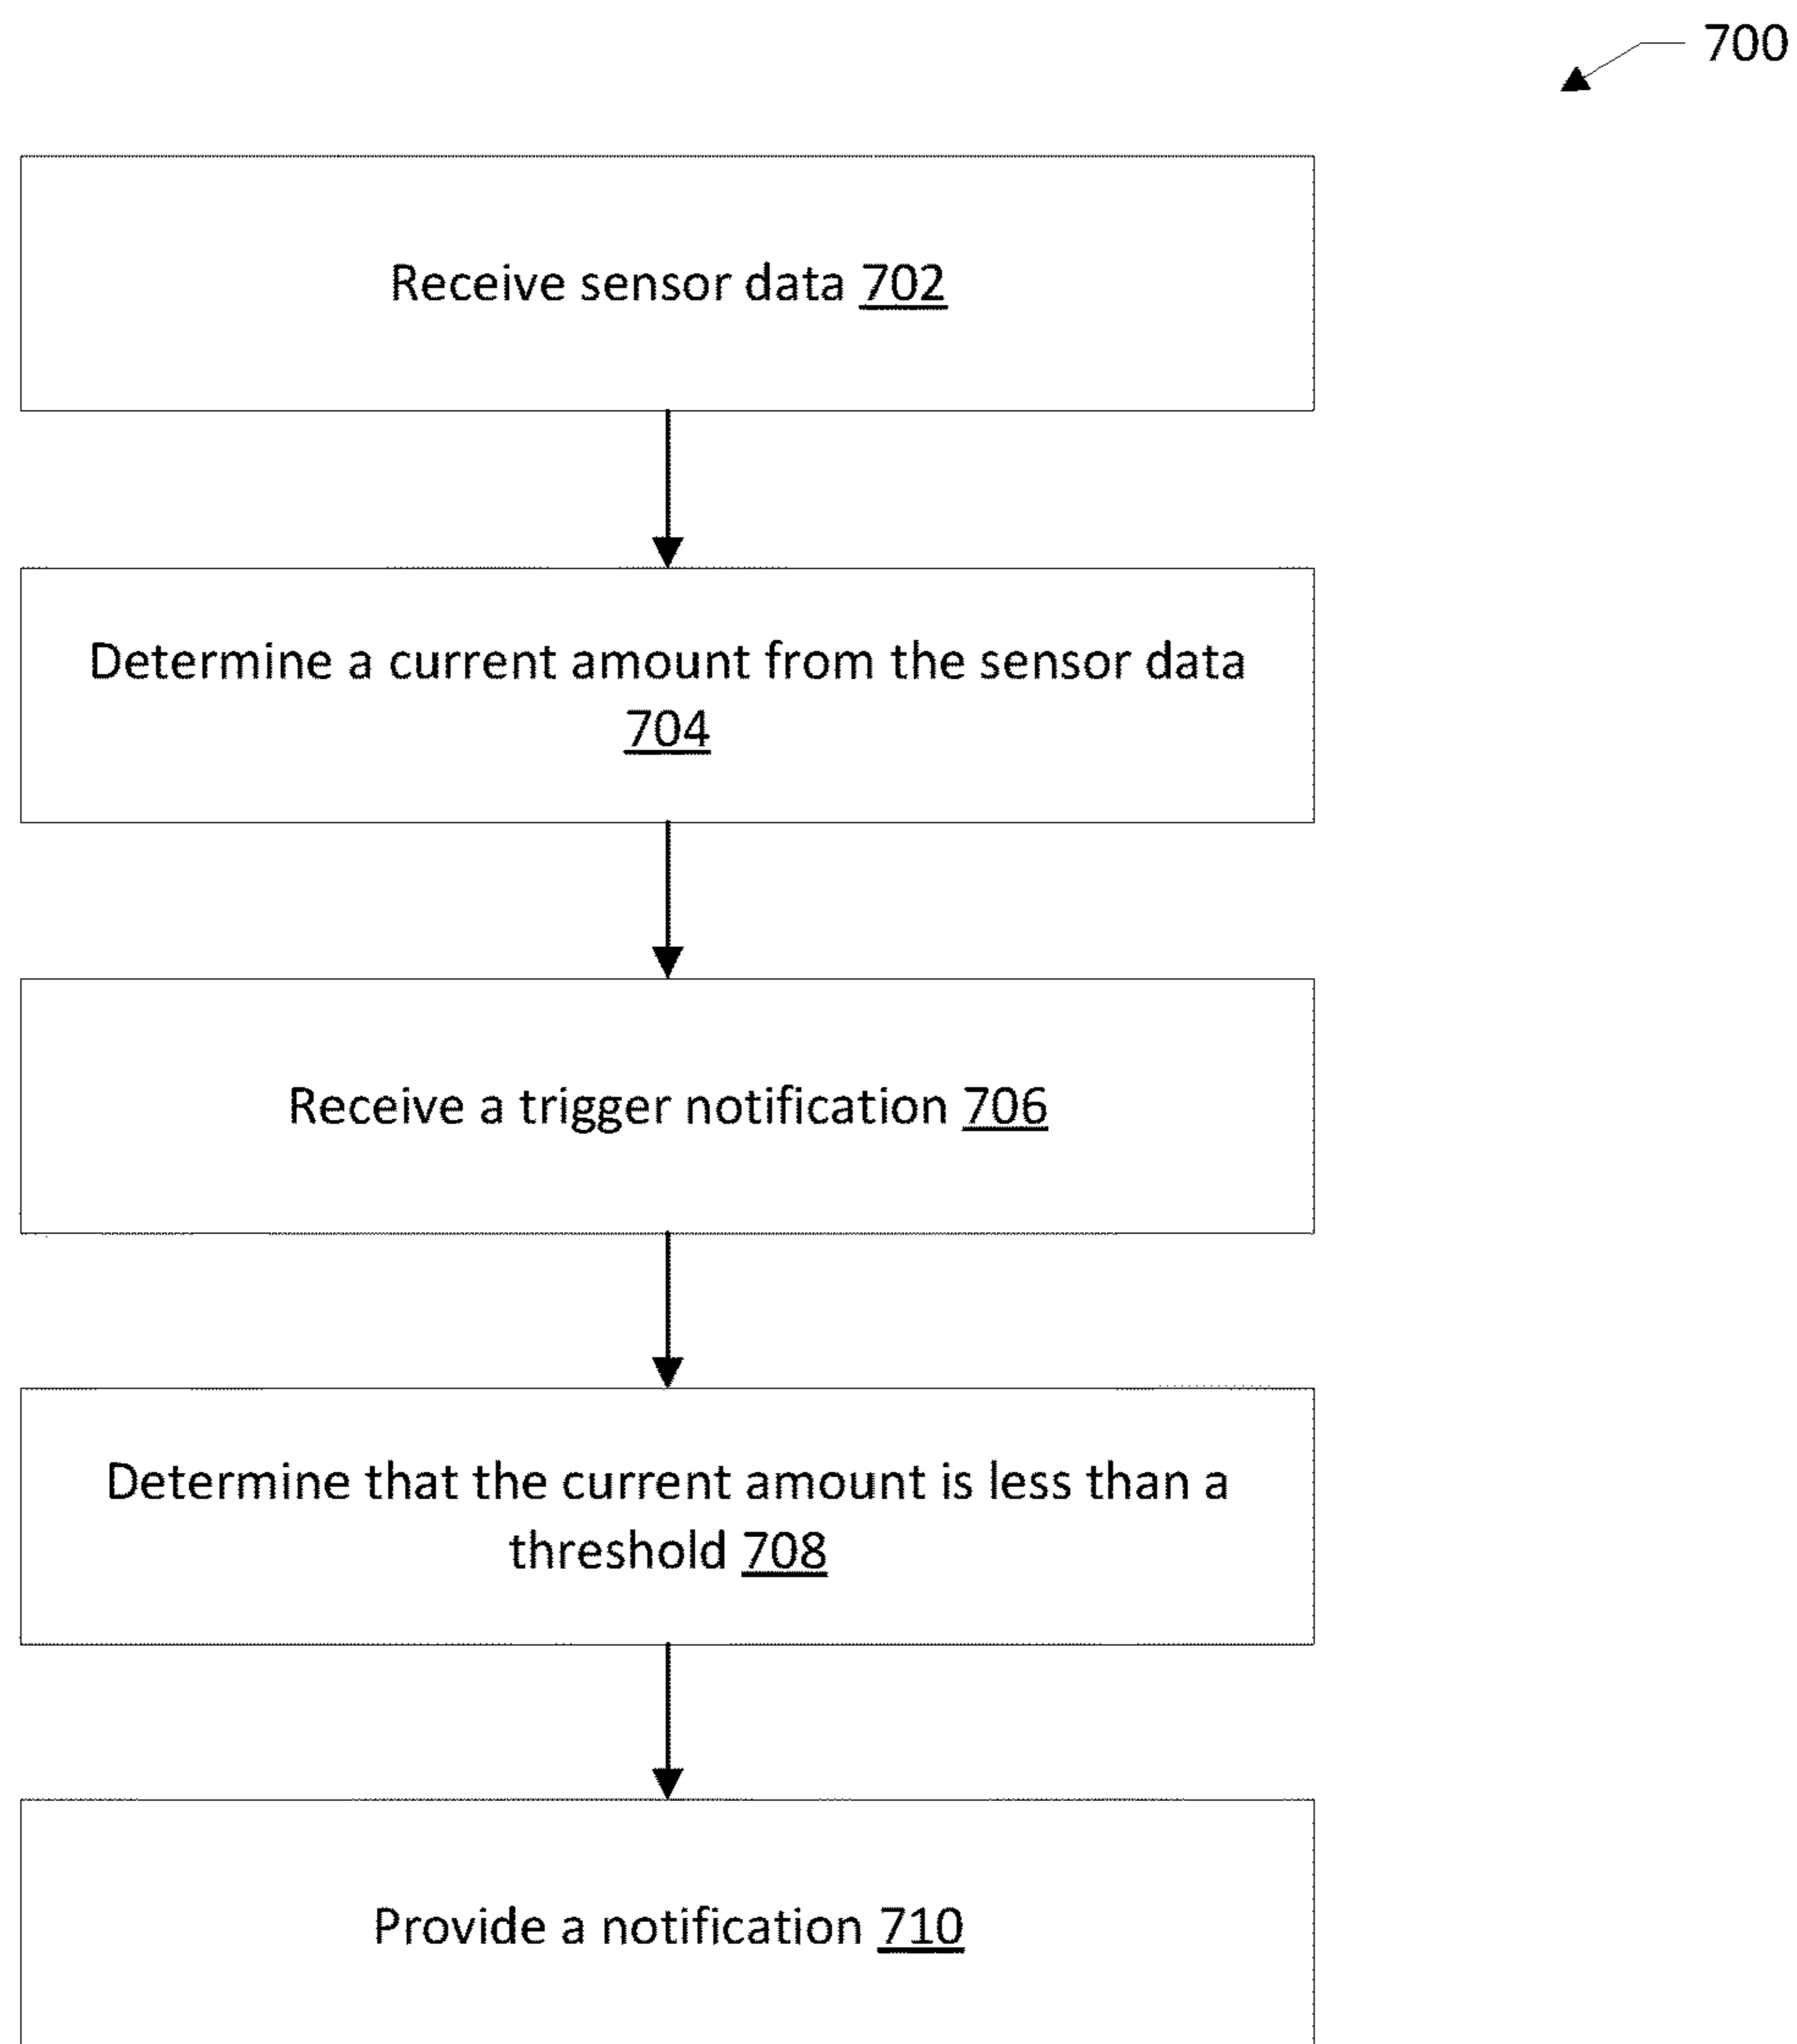 700
Receive sensor data 702
Determine a current amount from the sensor data
704
Receive a trigger notification 706
Determine that the current amount is less than a
threshold 708
Provide a notification 710